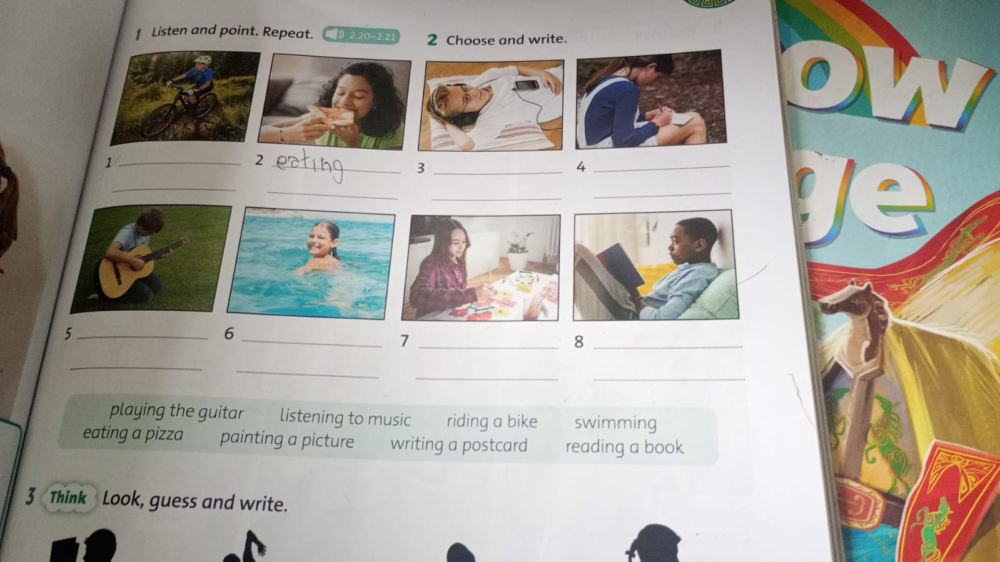 1 Listen and point. Repeat. 2.20–2.21
2 Choose and write.
1
2 eating
3
4
5
6
7
8
playing the guitar listening to music riding a bike swimming
eating a pizza painting a picture writing a postcard reading a book
3 Think Look, guess and write.
ow
ge